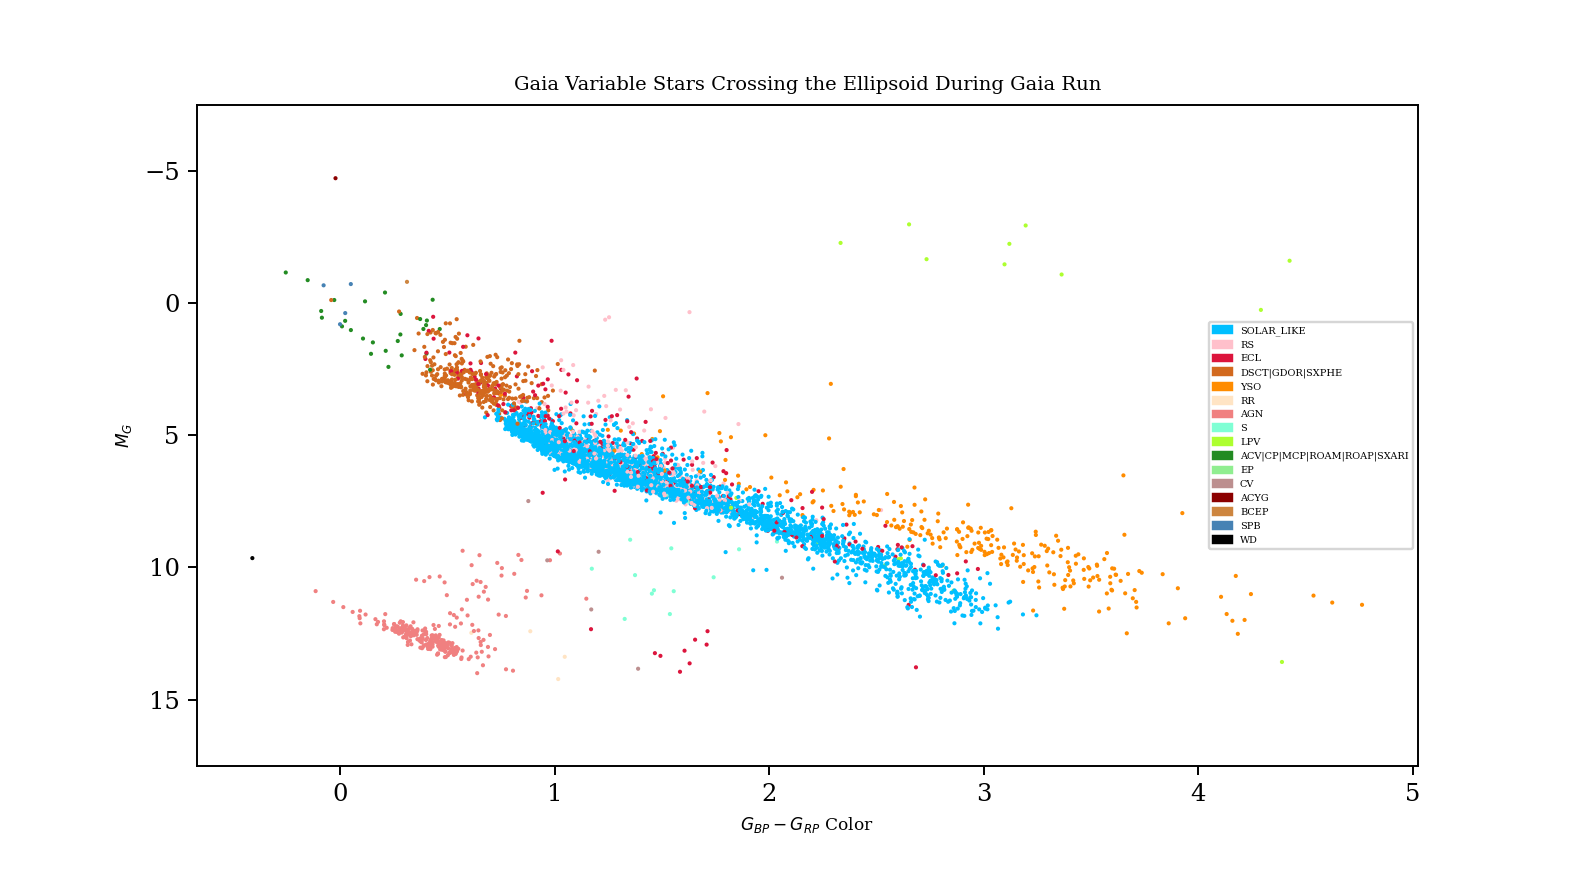 Gaia Variable Stars Crossing the Ellipsoid During Gaia Run
−5
0
5
10
15
M_G
SOLAR_LIKE
RS
ECL
DSCT|GDOR|SXPHE
YSO
RR
AGN
S
LPV
ACV|CP|MCP|ROAM|ROAP|SXARI
EP
CV
ACYG
BCEP
SPB
WD
0 1 2 3 4 5
G_BP − G_RP Color